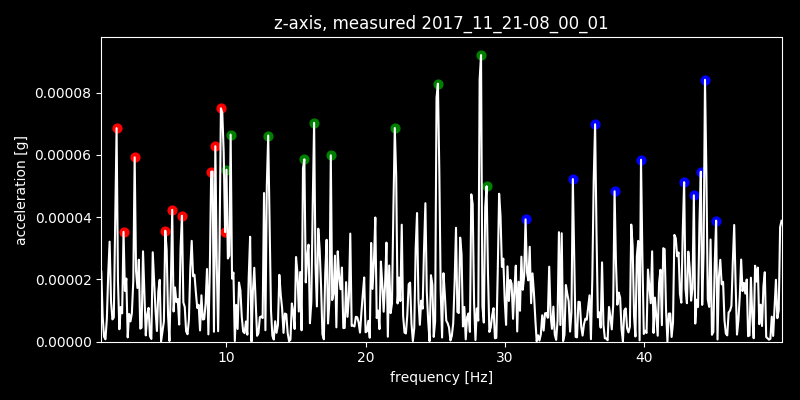 z-axis, measured 2017_11_21-08_00_01
acceleration [g]
0.00008
0.00006
0.00004
0.00002
0.00000
10 20 30 40
frequency [Hz]